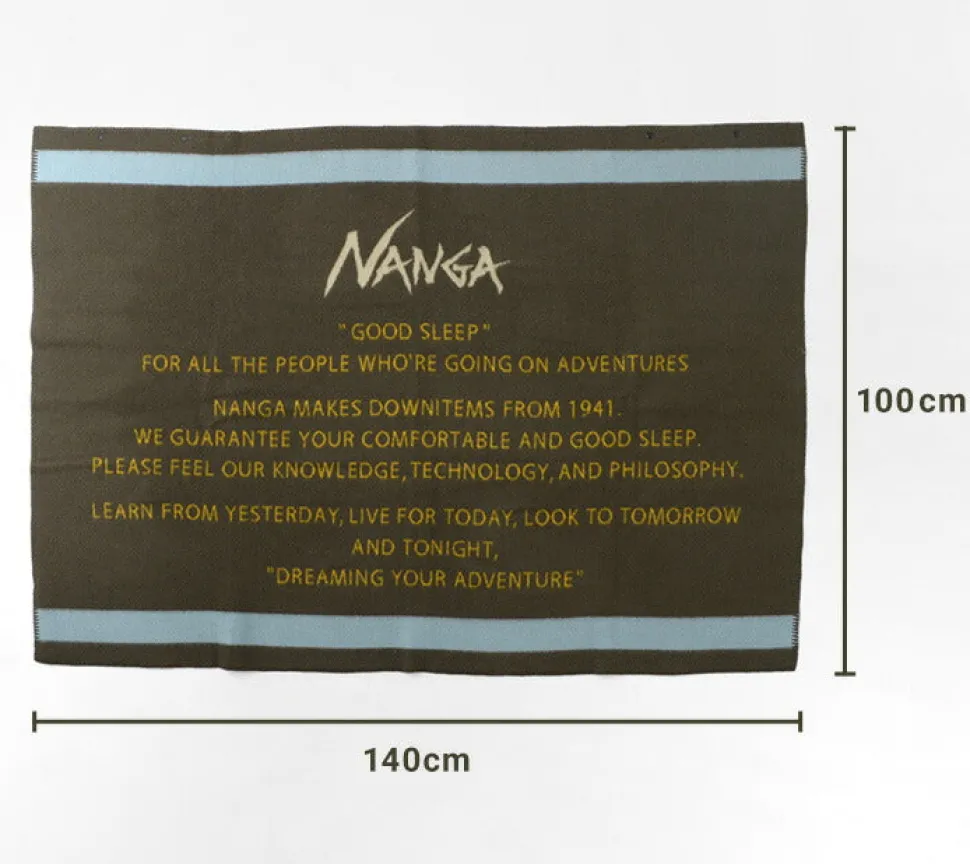 NANGA
"GOOD SLEEP"
FOR ALL THE PEOPLE WHO'RE GOING ON ADVENTURES
NANGA MAKES DOWNITEMS FROM 1941.
WE GUARANTEE YOUR COMFORTABLE AND GOOD SLEEP.
PLEASE FEEL OUR KNOWLEDGE, TECHNOLOGY, AND PHILOSOPHY.
LEARN FROM YESTERDAY, LIVE FOR TODAY, LOOK TO TOMORROW
AND TONIGHT,
"DREAMING YOUR ADVENTURE"
100cm
140cm